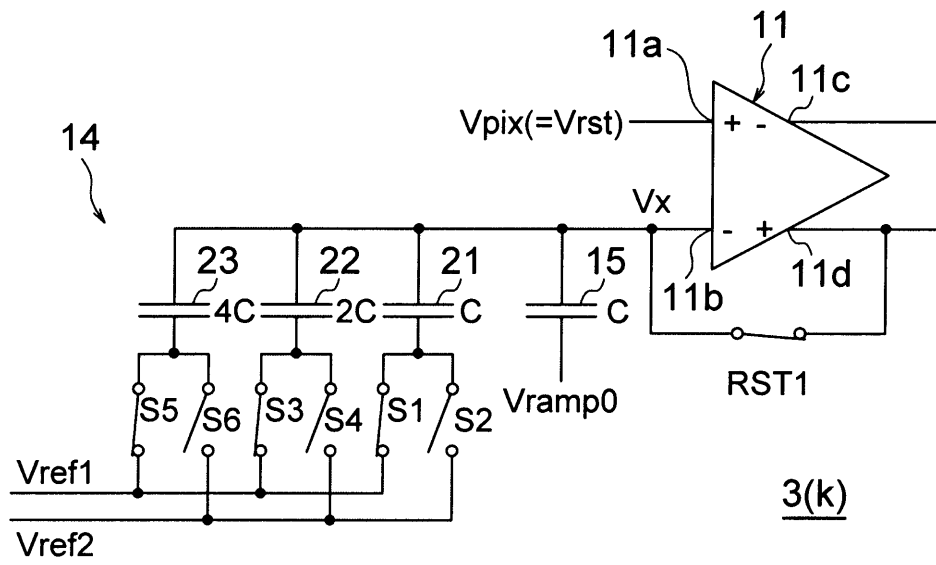 11
11a
11c
Vpix(=Vrst)
+ -
14
Vx
- +
23 22 21 15
11b
11d
4C 2C C C
RST1
Vramp0
S5 S6 S3 S4 S1 S2
Vref1
3(k)
Vref2